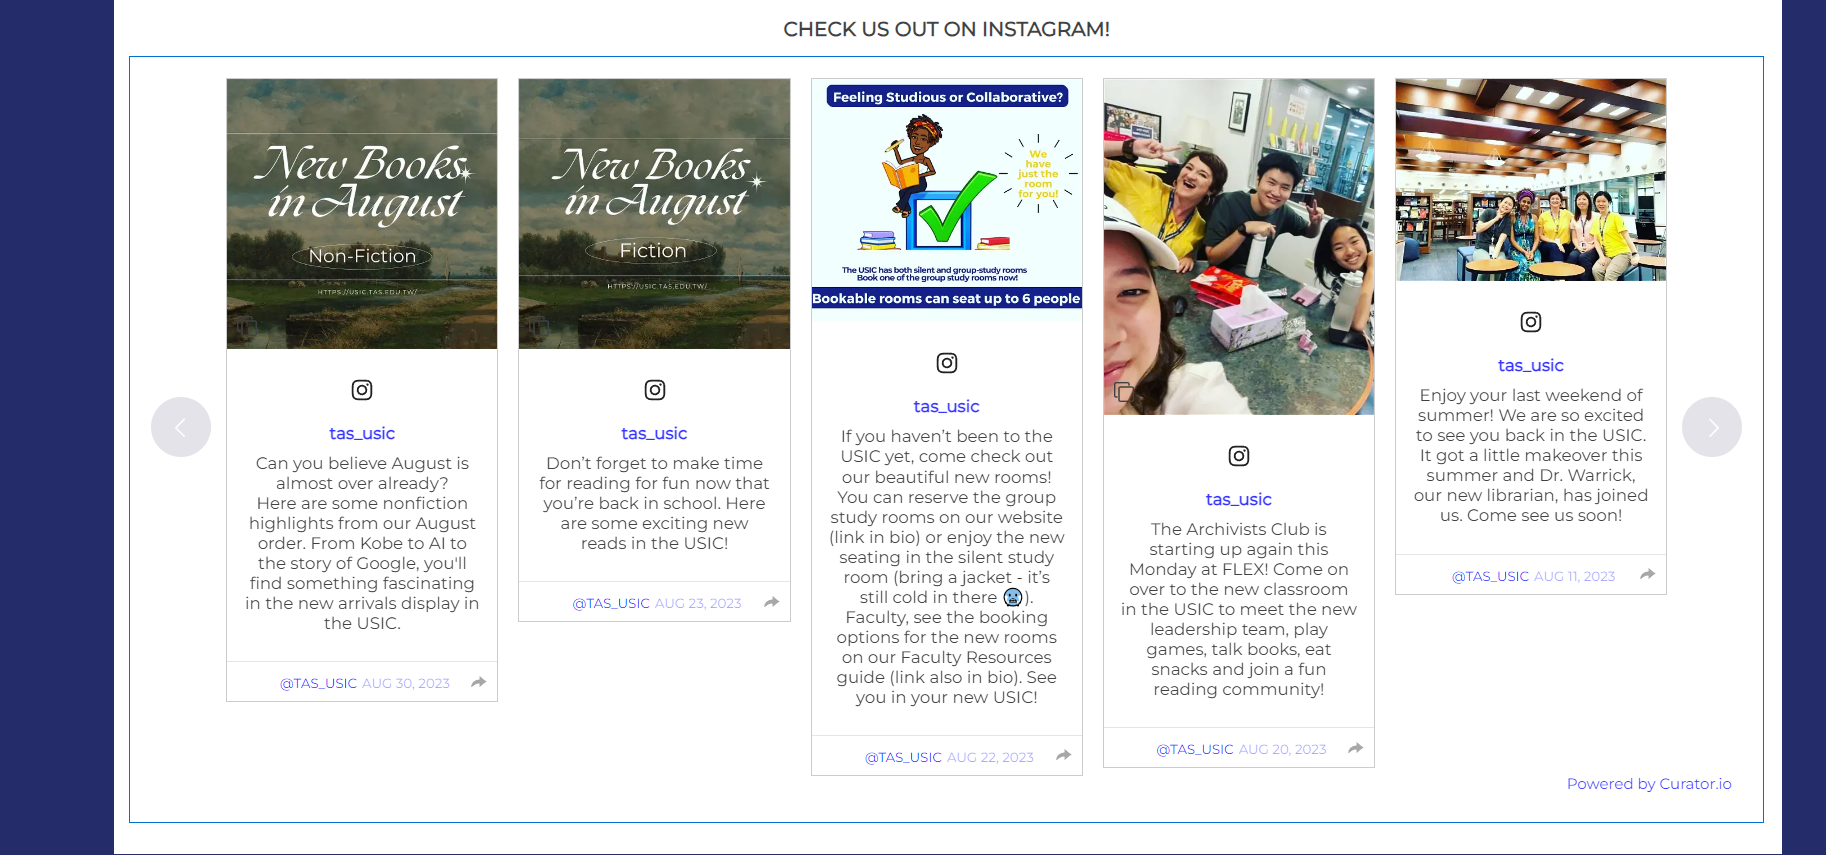 CHECK US OUT ON INSTAGRAM!
New Books
in August
Non-Fiction
HTTPS://USIC.TAS.EDU.TW/
tas_usic
Can you believe August is
almost over already?
Here are some nonfiction
highlights from our August
order. From Kobe to AI to
the story of Google, you'll
find something fascinating
in the new arrivals display in
the USIC.
@TAS_USIC AUG 30, 2023
New Books
in August
Fiction
HTTPS://USIC.TAS.EDU.TW/
tas_usic
Don’t forget to make time
for reading for fun now that
you’re back in school. Here
are some exciting new
reads in the USIC!
@TAS_USIC AUG 23, 2023
Feeling Studious or Collaborative?
We
have
just the
room
for you!
The USIC has both silent and group-study rooms
Book one of the group study rooms now!
Bookable rooms can seat up to 6 people
tas_usic
If you haven’t been to the
USIC yet, come check out
our beautiful new rooms!
You can reserve the group
study rooms on our website
(link in bio) or enjoy the new
seating in the silent study
room (bring a jacket - it’s
still cold in there 🥶).
Faculty, see the booking
options for the new rooms
on our Faculty Resources
guide (link also in bio). See
you in your new USIC!
@TAS_USIC AUG 22, 2023
tas_usic
The Archivists Club is
starting up again this
Monday at FLEX! Come on
over to the new classroom
in the USIC to meet the new
leadership team, play
games, talk books, eat
snacks and join a fun
reading community!
@TAS_USIC AUG 20, 2023
tas_usic
Enjoy your last weekend of
summer! We are so excited
to see you back in the USIC.
It got a little makeover this
summer and Dr. Warrick,
our new librarian, has joined
us. Come see us soon!
@TAS_USIC AUG 11, 2023
Powered by Curator.io